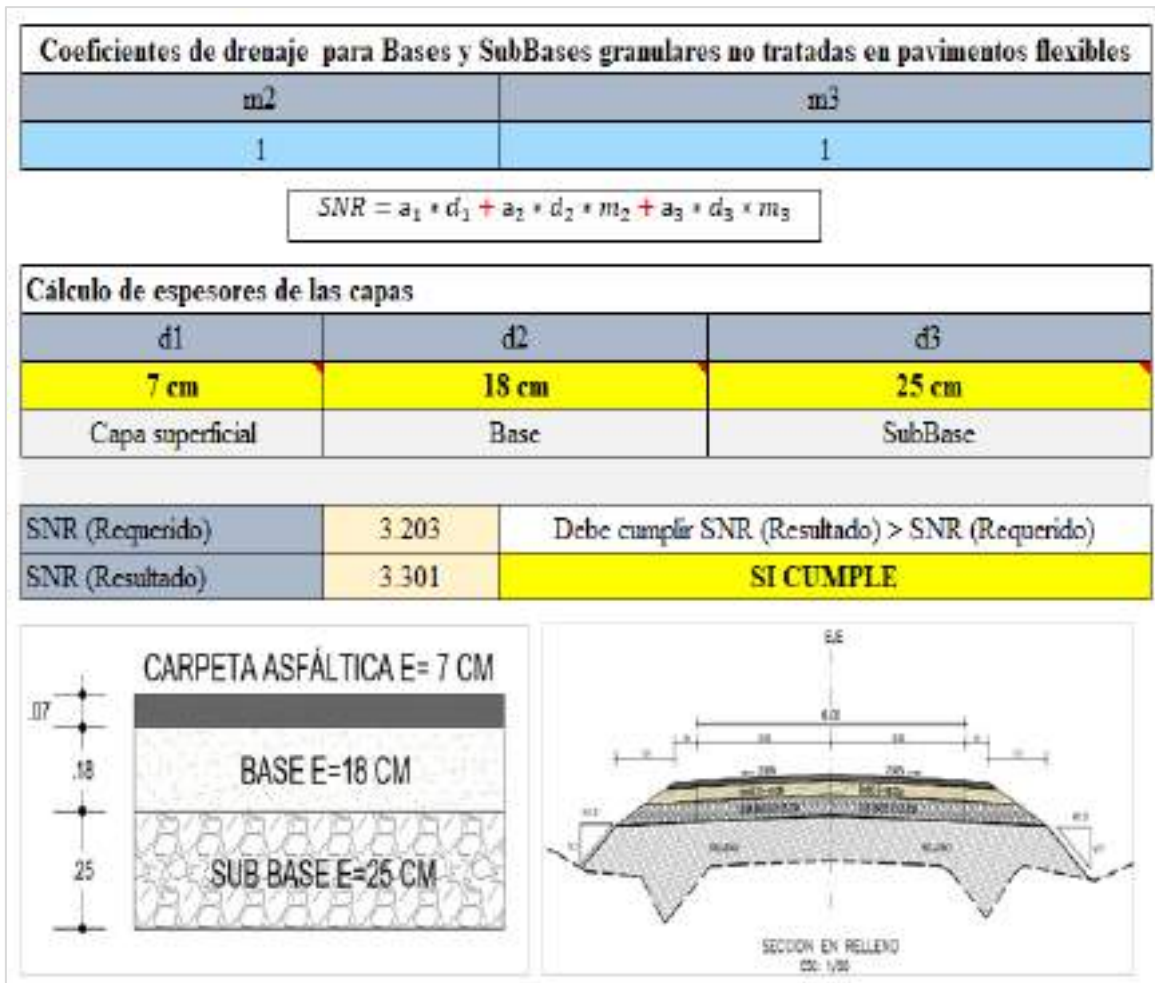 Coeficientes de drenaje para Bases y SubBases granulares no tratadas en pavimentos flexibles
m2 m3
1 1
SNR = a₁ * d₁ + a₂ * d₂ * m₂ + a₃ * d₃ * m₃
Cálculo de espesores de las capas
d1 d2 d3
7 cm 18 cm 25 cm
Capa superficial Base SubBase
SNR (Requerido) 3.203 Debe cumplir SNR (Resultado) > SNR (Requerido)
SNR (Resultado) 3.301 SI CUMPLE
CARPETA ASFÁLTICA E= 7 CM
.07
.18 BASE E=18 CM
25 SUB BASE E=25 CM
EJE
SECCION EN RELLENO